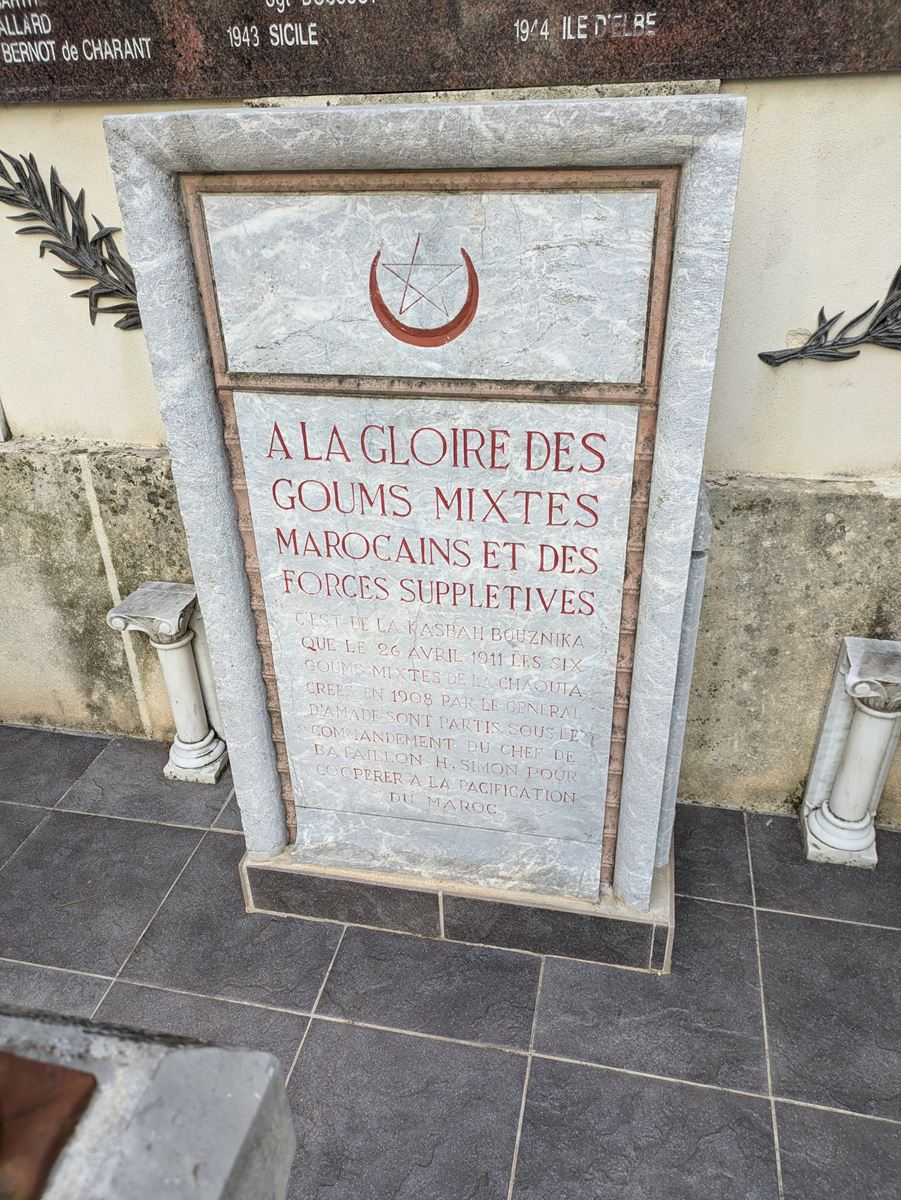 ALLARD
BERNOT de CHARANT
1943 SICILE
1944 ILE D'ELBE
A LA GLOIRE DES
GOUMS MIXTES
MAROCAINS ET DES
FORCES SUPPLETIVES
C'EST DE LA KASBAH BOUZNIKA
QUE LE 26 AVRIL 1911 LES SIX
GOUMS MIXTES DE LA CHAOUIA
CREES EN 1908 PAR LE GENERAL
D'AMADE SONT PARTIS SOUS LE
COMMANDEMENT DU CHEF DE
BATAILLON H. SIMON POUR
COOPERER A LA PACIFICATION
DU MAROC